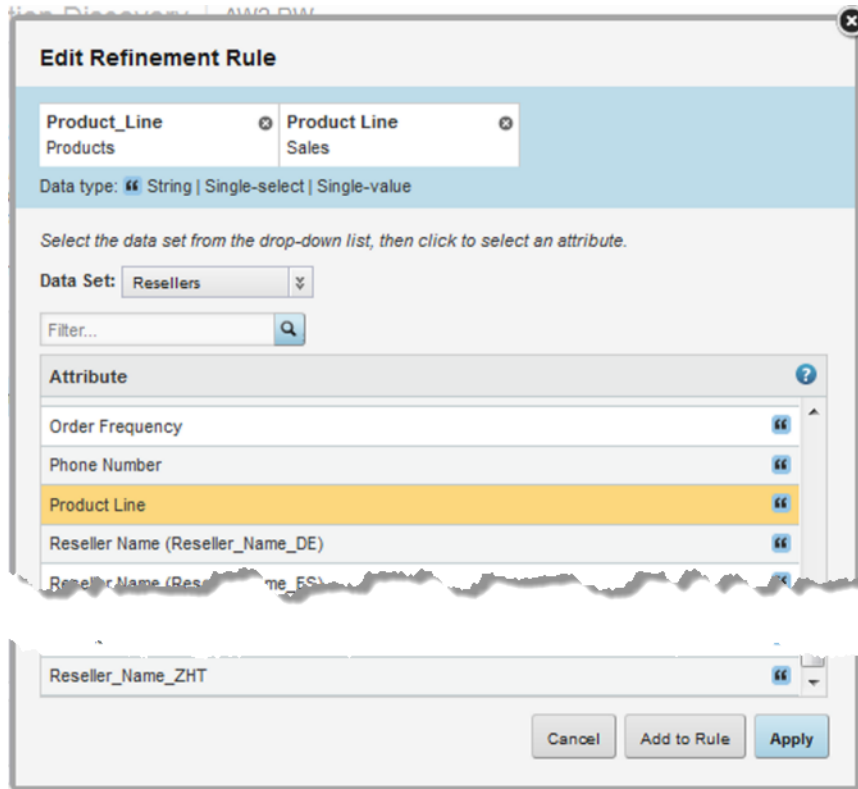 Edit Refinement Rule
Product_Line
Products
Product Line
Sales
Data type: String | Single-select | Single-value
Select the data set from the drop-down list, then click to select an attribute.
Data Set: Resellers
Filter...
Attribute
Order Frequency
Phone Number
Product Line
Reseller Name (Reseller_Name_DE)
Reseller_Name_ZHT
Cancel Add to Rule Apply